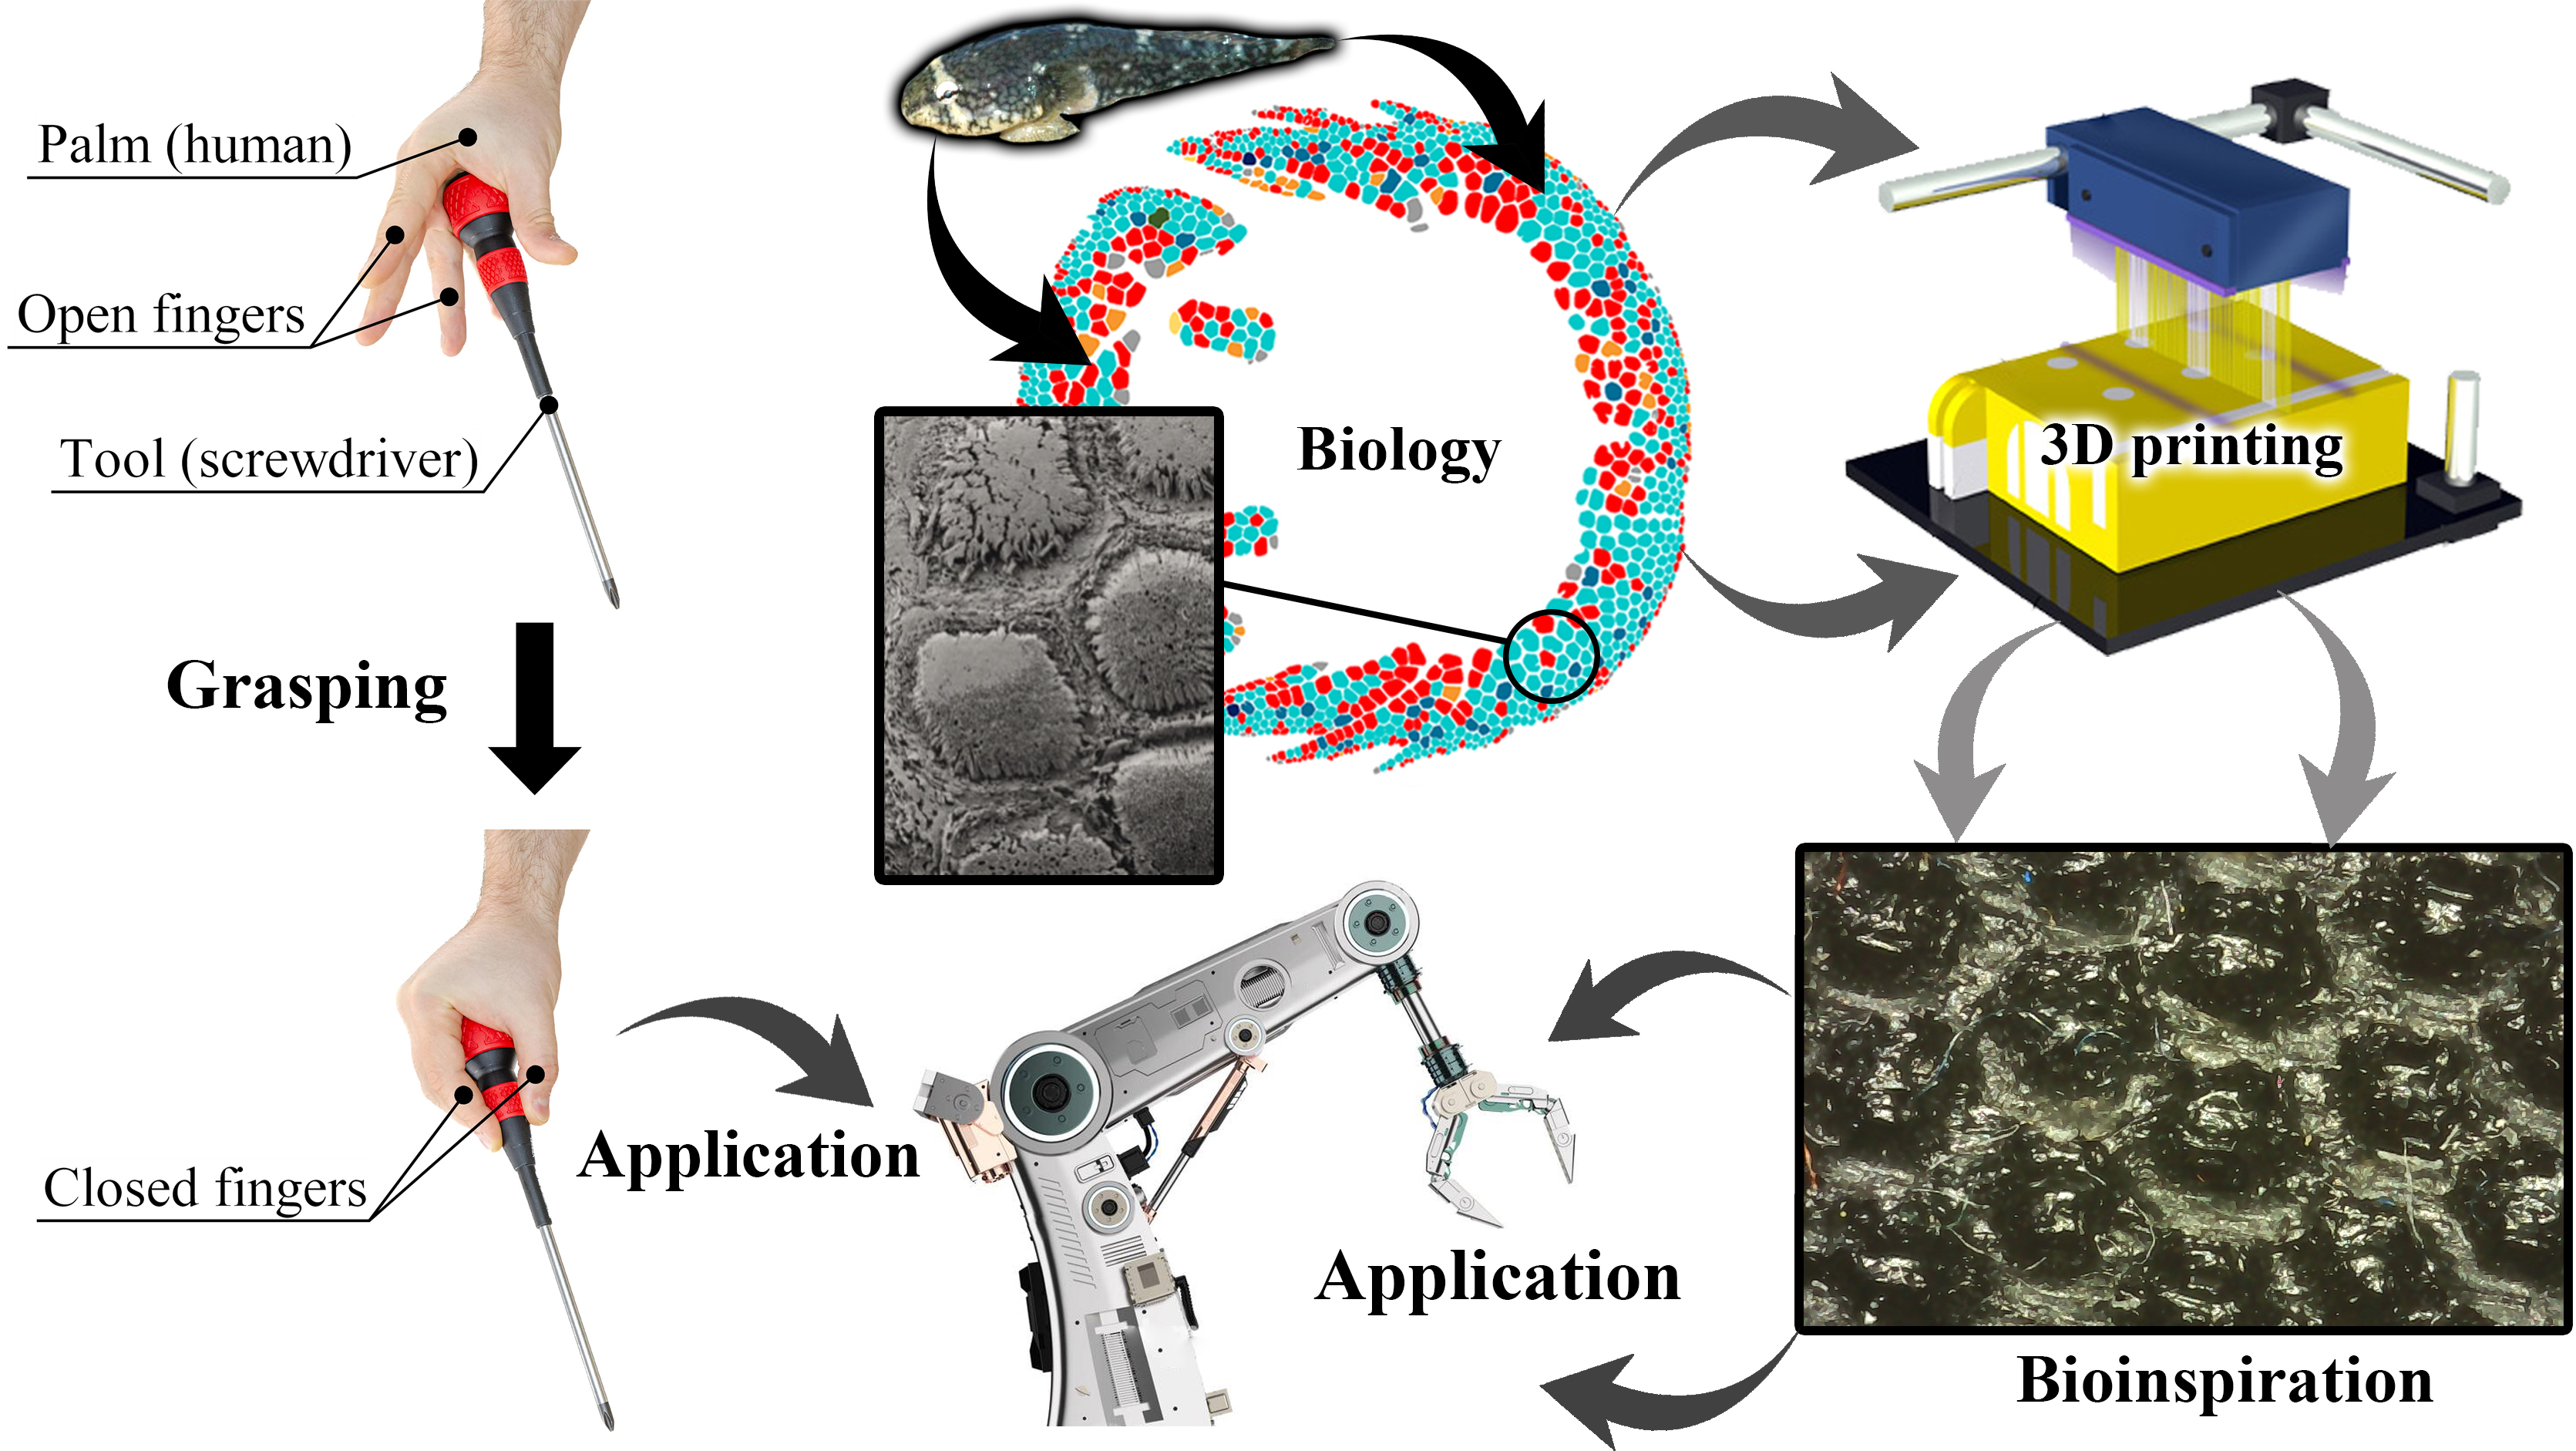 Palm (human)
Open fingers
Tool (screwdriver)
Grasping
Closed fingers
Application
Biology
3D printing
Application
Bioinspiration